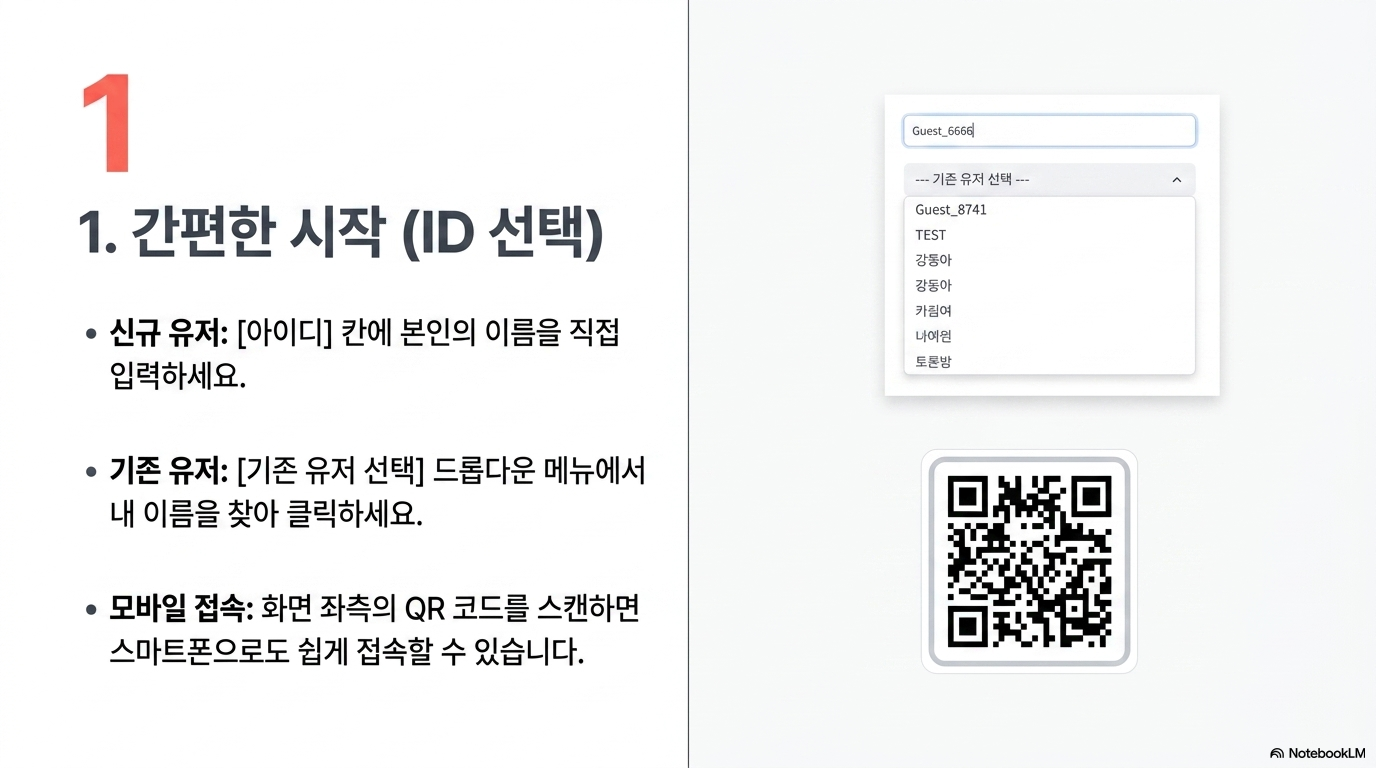 1
1. 간편한 시작 (ID 선택)
• 신규 유저: [아이디] 칸에 본인의 이름을 직접
입력하세요.
• 기존 유저: [기존 유저 선택] 드롭다운 메뉴에서
내 이름을 찾아 클릭하세요.
• 모바일 접속: 화면 좌측의 QR 코드를 스캔하면
스마트폰으로도 쉽게 접속할 수 있습니다.
Guest_6666
--- 기존 유저 선택 ---
Guest_8741
TEST
강동아
강동아
카림여
나예원
토론방
NotebookLM